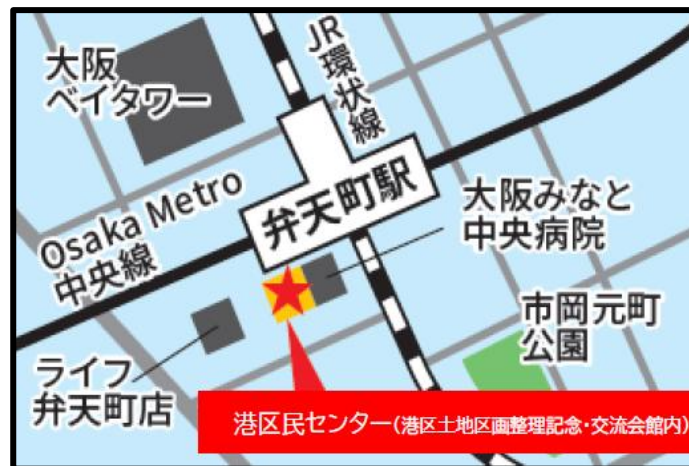 大阪
ベイタワー
JR環状線
Osaka Metro
中央線
弁天町駅
大阪みなと
中央病院
市岡元町
公園
ライフ
弁天町店
港区民センター(港区土地区画整理記念・交流会館内)